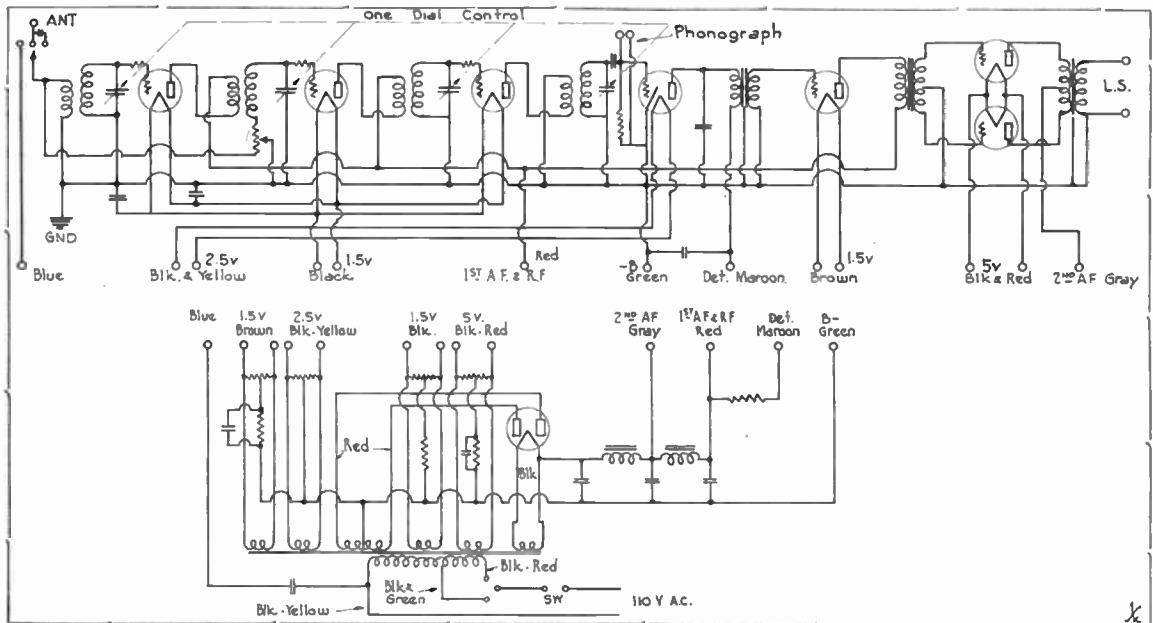 ANT
One Dial Control
Phonograph
L.S.
GND
Blue
2.5v
Blk. & Yellow
1.5v
Black
Red
1ST A.F. & R.F
-B
Green
Det. Maroon
1.5v
Brown
5v
Blk & Red
2ND AF Gray
Blue
1.5v
Brown
2.5v
Blk-Yellow
1.5v
Blk.
5v.
Blk-Red
2ND AF
Gray
1ST AF & RF
Red
Det.
Maroon
B-
Green
Red
Blk
Blk-Red
Blk &
Green
Blk-Yellow
SW
110 V A.C.